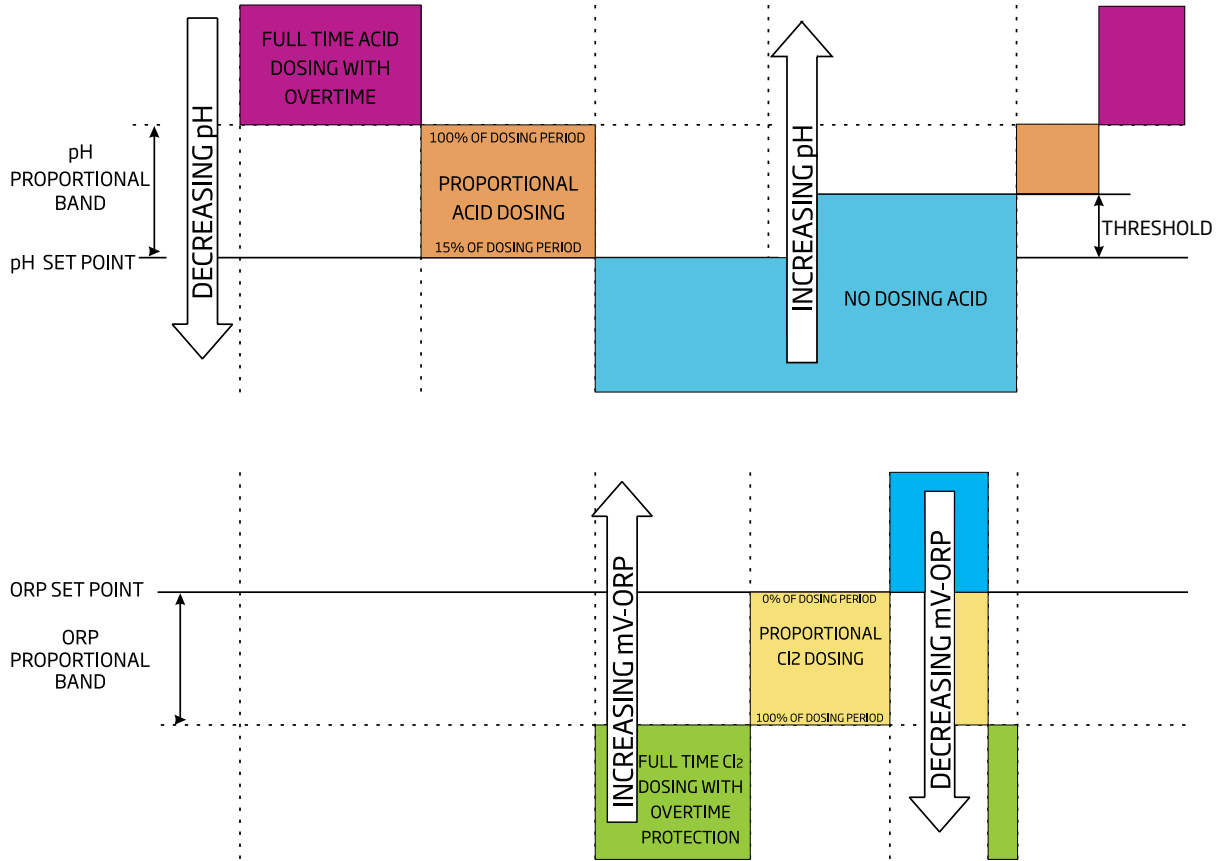 FULL TIME ACID
DOSING WITH
OVERTIME
DECREASING pH
INCREASING pH
pH
PROPORTIONAL
BAND
100% OF DOSING PERIOD
PROPORTIONAL
ACID DOSING
15% OF DOSING PERIOD
THRESHOLD
pH SET POINT
NO DOSING ACID
INCREASING mV-ORP
DECREASING mV-ORP
ORP SET POINT
0% OF DOSING PERIOD
ORP
PROPORTIONAL
BAND
PROPORTIONAL
Cl2 DOSING
100% OF DOSING PERIOD
FULL TIME Cl₂
DOSING WITH
OVERTIME
PROTECTION